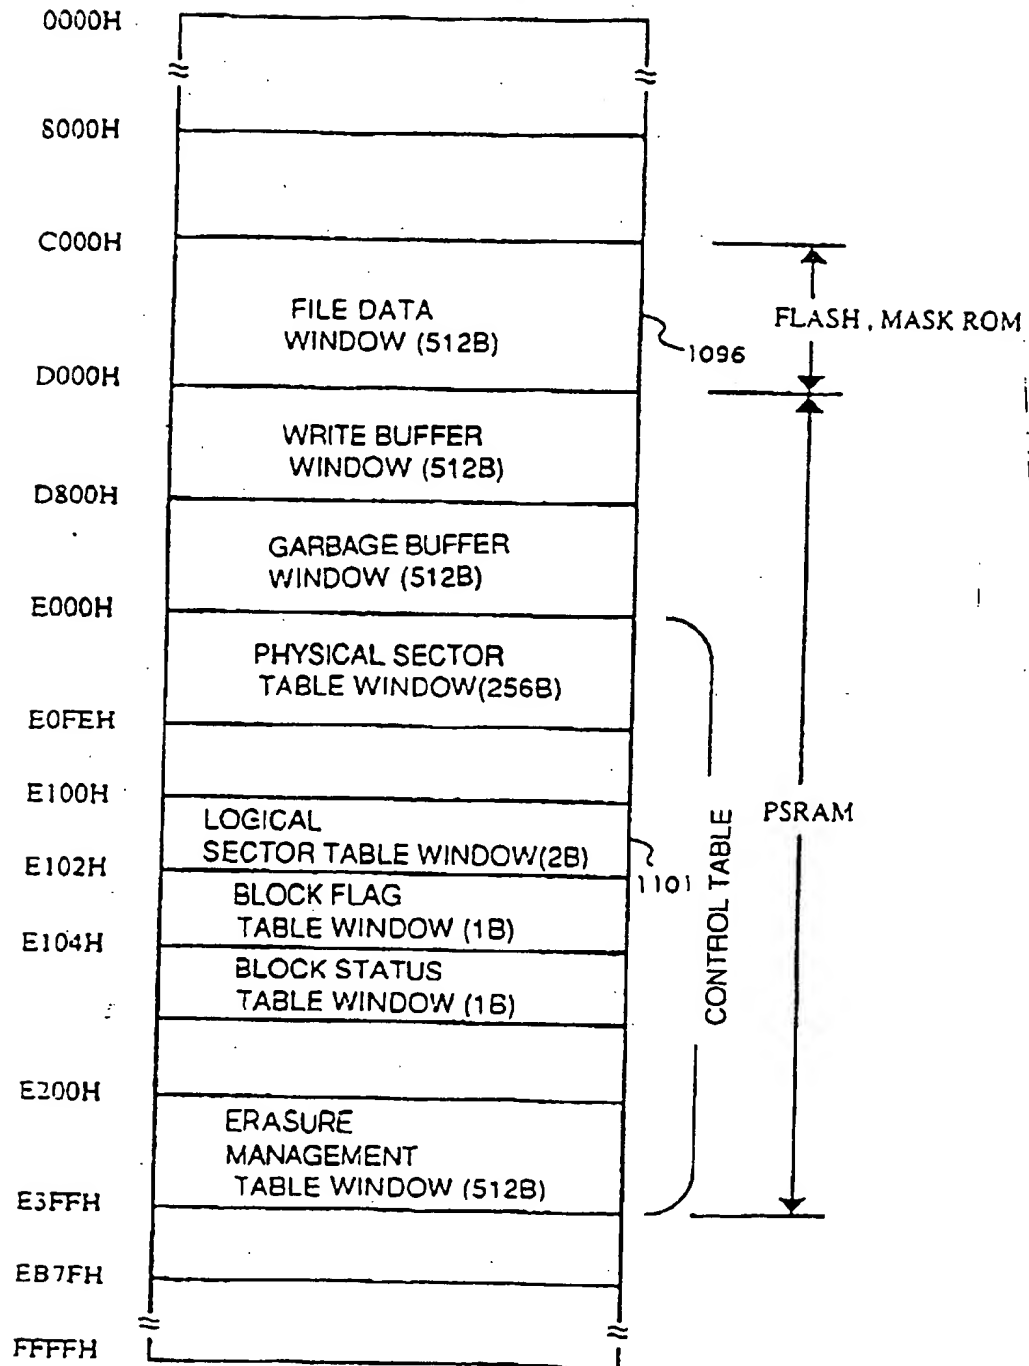 0000H
8000H
C000H
FILE DATA
WINDOW (512B)
FLASH, MASK ROM
1096
D000H
WRITE BUFFER
WINDOW (512B)
D800H
GARBAGE BUFFER
WINDOW (512B)
E000H
PHYSICAL SECTOR
TABLE WINDOW(256B)
E0FEH
E100H
LOGICAL
SECTOR TABLE WINDOW(2B)
PSRAM
CONTROL TABLE
1101
E102H
BLOCK FLAG
TABLE WINDOW (1B)
E104H
BLOCK STATUS
TABLE WINDOW (1B)
E200H
ERASURE
MANAGEMENT
TABLE WINDOW (512B)
E3FFH
EB7FH
FFFFH